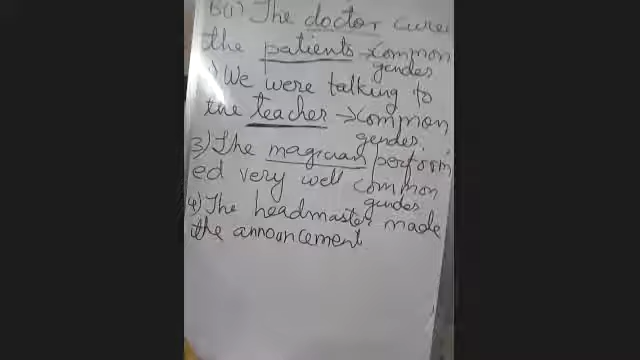 B(1) The doctor cures
the patients → common
gender
2) We were talking to
the teacher → common
gender.
3) The magician perform
ed very well common
gender
4) The headmaster made
the announcement